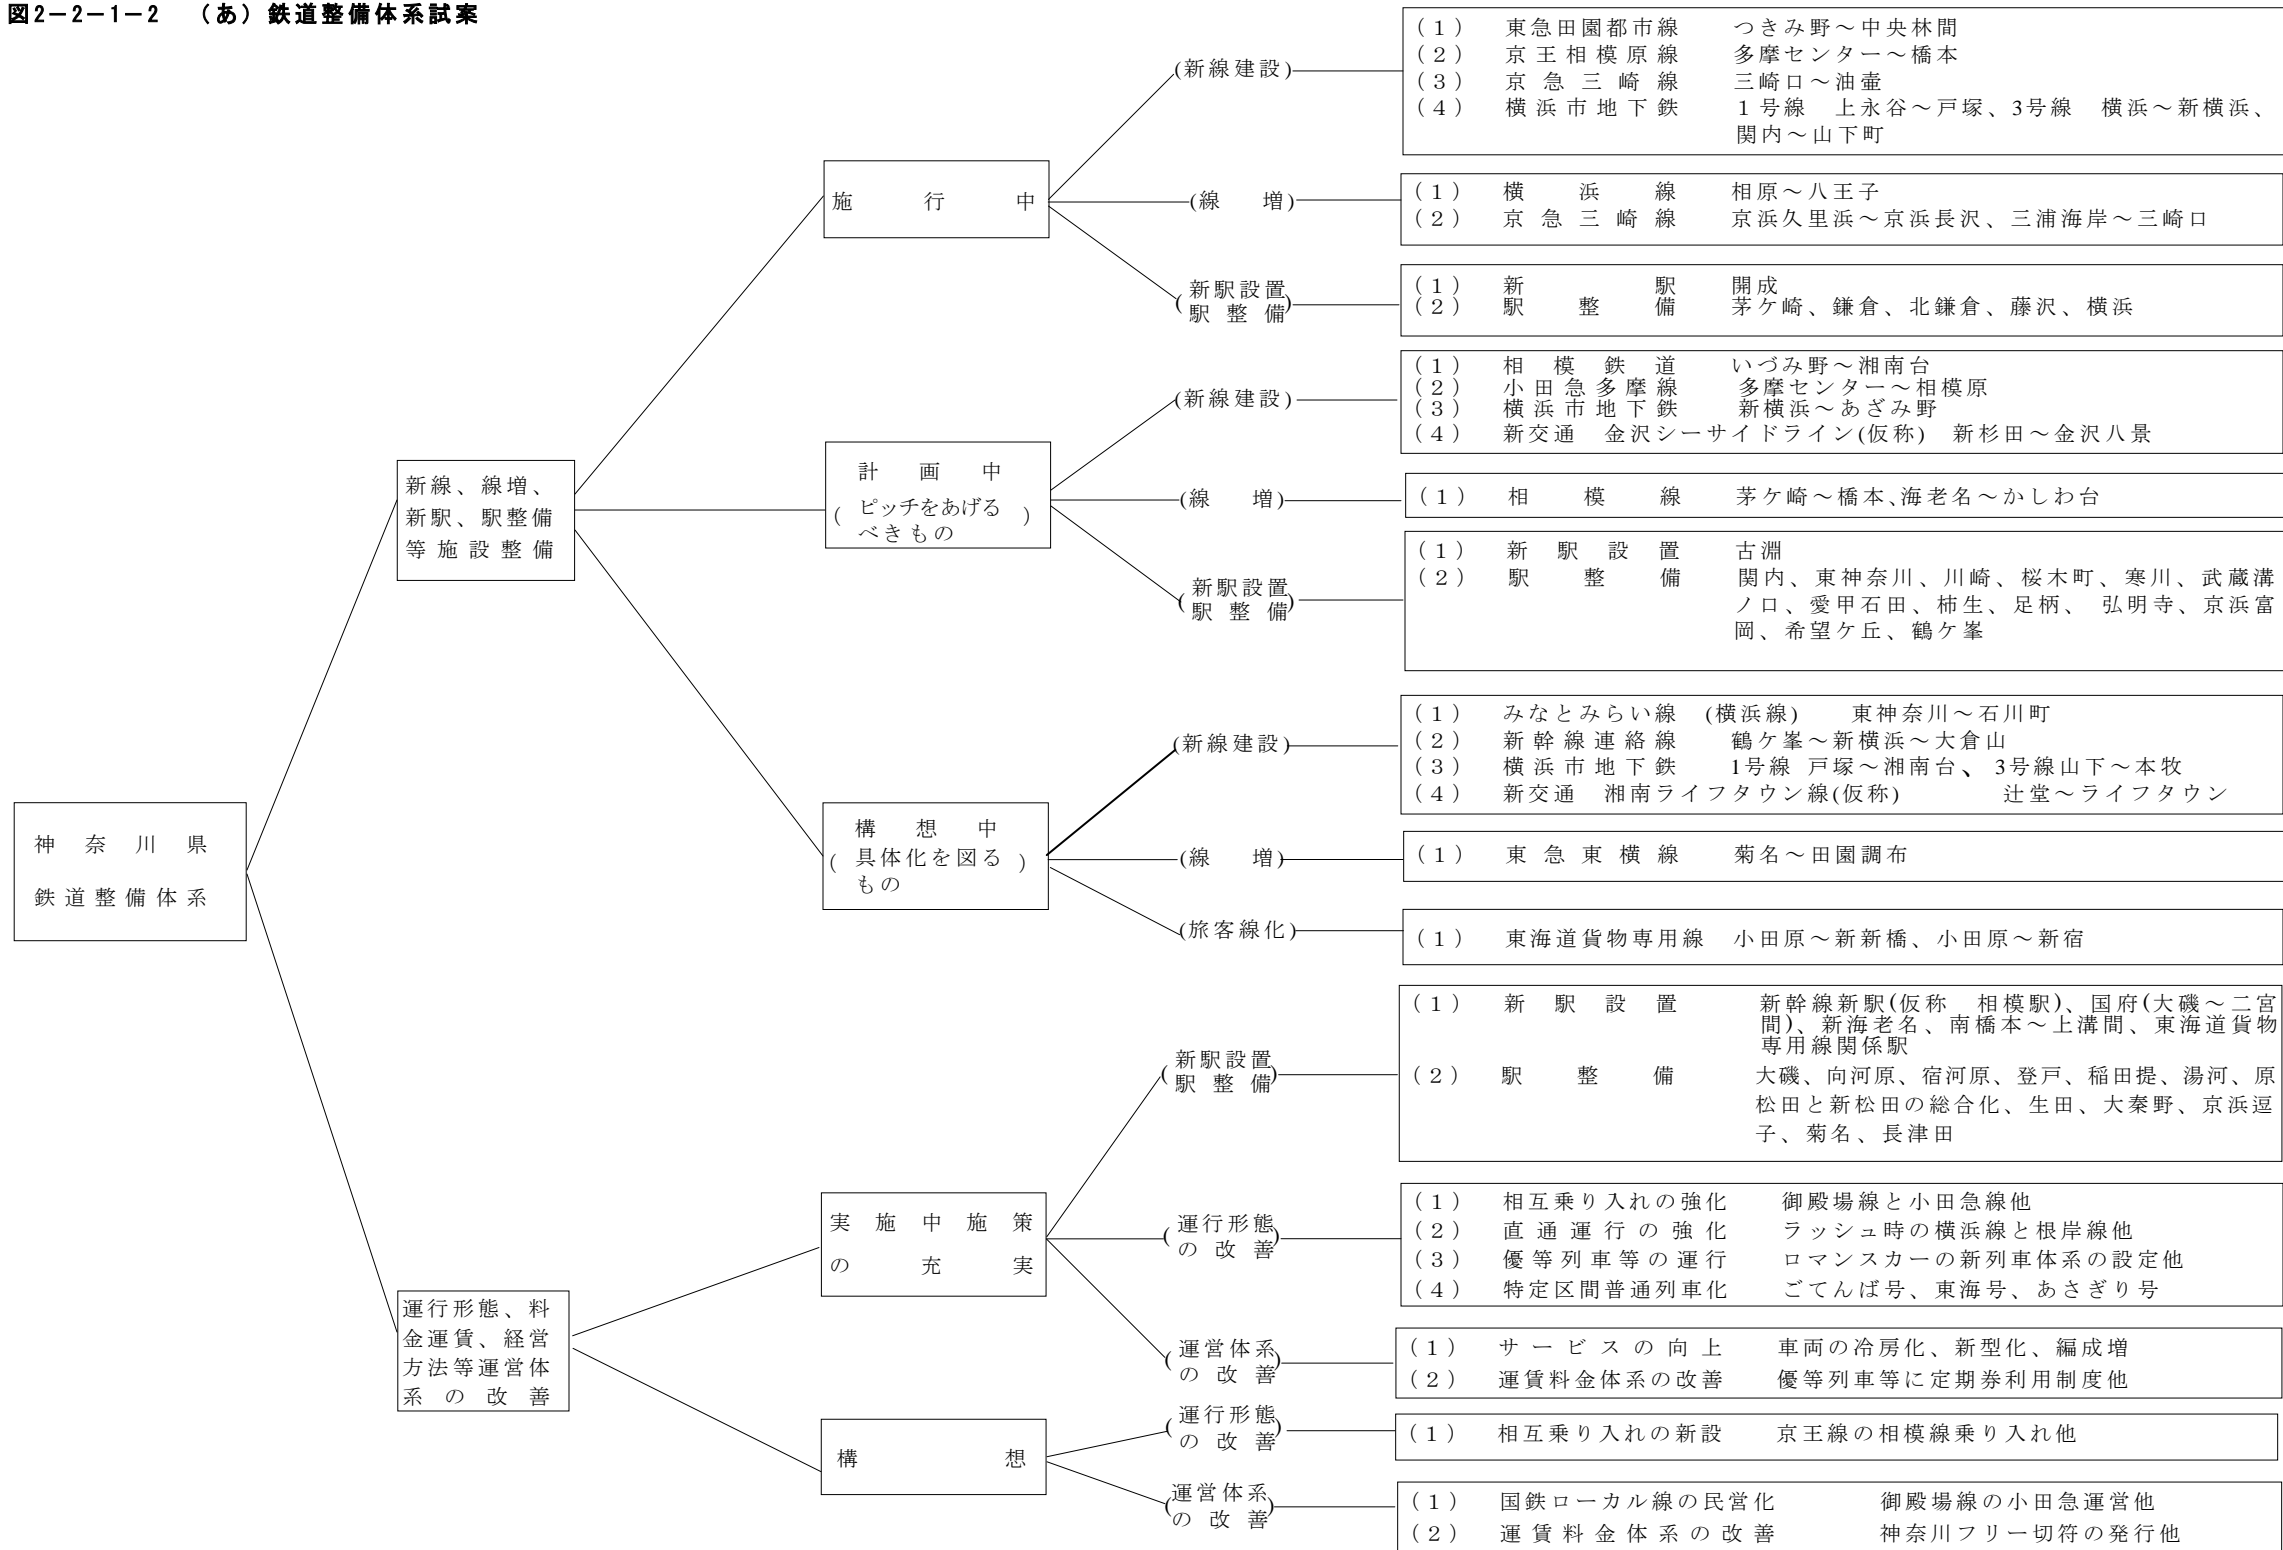 図2－2－1－2　（あ）鉄道整備体系試案
神奈川県
鉄道整備体系
新線、線増、
新駅、駅整備
等施設整備
施行中
(新線建設)
(1)　東急田園都市線　つきみ野～中央林間
(2)　京王相模原線　多摩センター～橋本
(3)　京急三崎線　三崎口～油壷
(4)　横浜市地下鉄　1号線　上永谷～戸塚、3号線　横浜～新横浜、
関内～山下町
(線　増)
(1)　横浜線　相原～八王子
(2)　京急三崎線　京浜久里浜～京浜長沢、三浦海岸～三崎口
(新駅設置
駅整備)
(1)　新駅　開成
(2)　駅整備　茅ケ崎、鎌倉、北鎌倉、藤沢、横浜
計画中
(ピッチをあげる
べきもの)
(新線建設)
(1)　相模鉄道　いづみ野～湘南台
(2)　小田急多摩線　多摩センター～相模原
(3)　横浜市地下鉄　新横浜～あざみ野
(4)　新交通　金沢シーサイドライン(仮称)　新杉田～金沢八景
(線　増)
(1)　相模線　茅ケ崎～橋本、海老名～かしわ台
(新駅設置
駅整備)
(1)　新駅設置　古淵
(2)　駅整備　関内、東神奈川、川崎、桜木町、寒川、武蔵溝
ノ口、愛甲石田、柿生、足柄、 弘明寺、京浜富
岡、希望ケ丘、鶴ケ峯
構想中
(具体化を図る
もの)
(新線建設)
(1)　みなとみらい線　(横浜線)　東神奈川～石川町
(2)　新幹線連絡線　鶴ケ峯～新横浜～大倉山
(3)　横浜市地下鉄　1号線 戸塚～湘南台、3号線山下～本牧
(4)　新交通　湘南ライフタウン線(仮称)　辻堂～ライフタウン
(線　増)
(1)　東急東横線　菊名～田園調布
(旅客線化)
(1)　東海道貨物専用線　小田原～新新橋、小田原～新宿
運行形態、料
金運賃、経営
方法等運営体
系の改善
実施中施策
の充実
(新駅設置
駅整備)
(1)　新駅設置　新幹線新駅(仮称　相模駅)、国府(大磯～二宮
間)、新海老名、南橋本～上溝間、東海道貨物
専用線関係駅
(2)　駅整備　大磯、向河原、宿河原、登戸、稲田提、湯河、原
松田と新松田の総合化、生田、大秦野、京浜逗
子、菊名、長津田
(運行形態
の改善)
(1)　相互乗り入れの強化　御殿場線と小田急線他
(2)　直通運行の強化　ラッシュ時の横浜線と根岸線他
(3)　優等列車等の運行　ロマンスカーの新列車体系の設定他
(4)　特定区間普通列車化　ごてんば号、東海号、あさぎり号
(運営体系
の改善)
(1)　サービスの向上　車両の冷房化、新型化、編成増
(2)　運賃料金体系の改善　優等列車等に定期券利用制度他
構想
(運行形態
の改善)
(1)　相互乗り入れの新設　京王線の相模線乗り入れ他
(運営体系
の改善)
(1)　国鉄ローカル線の民営化　御殿場線の小田急運営他
(2)　運賃料金体系の改善　神奈川フリー切符の発行他